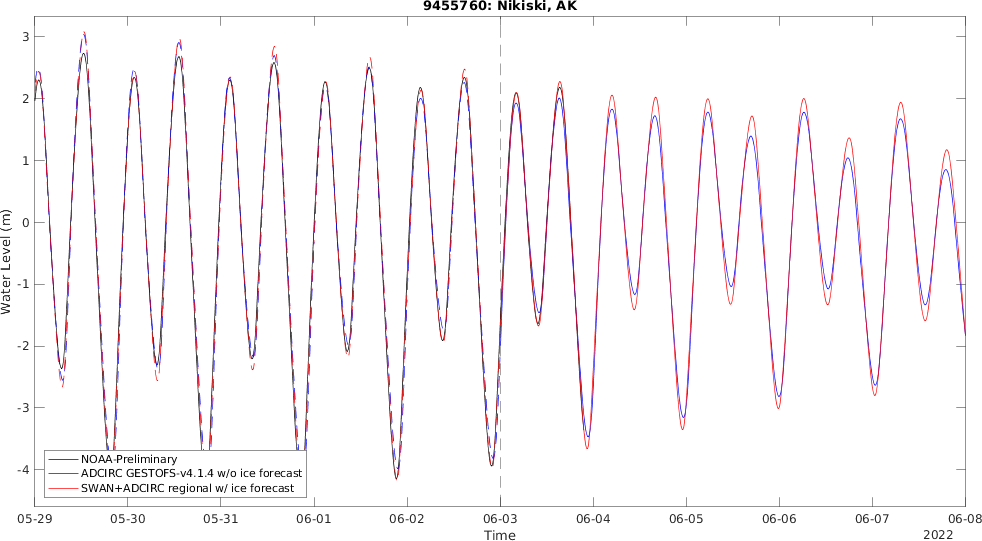 9455760: Nikiski, AK
3
2
1
0
-1
-2
-3
-4
Water Level (m)
NOAA-Preliminary
ADCIRC GESTOFS-v4.1.4 w/o ice forecast
SWAN+ADCIRC regional w/ ice forecast
05-29 05-30 05-31 06-01 06-02 06-03 06-04 06-05 06-06 06-07 06-08
Time
2022